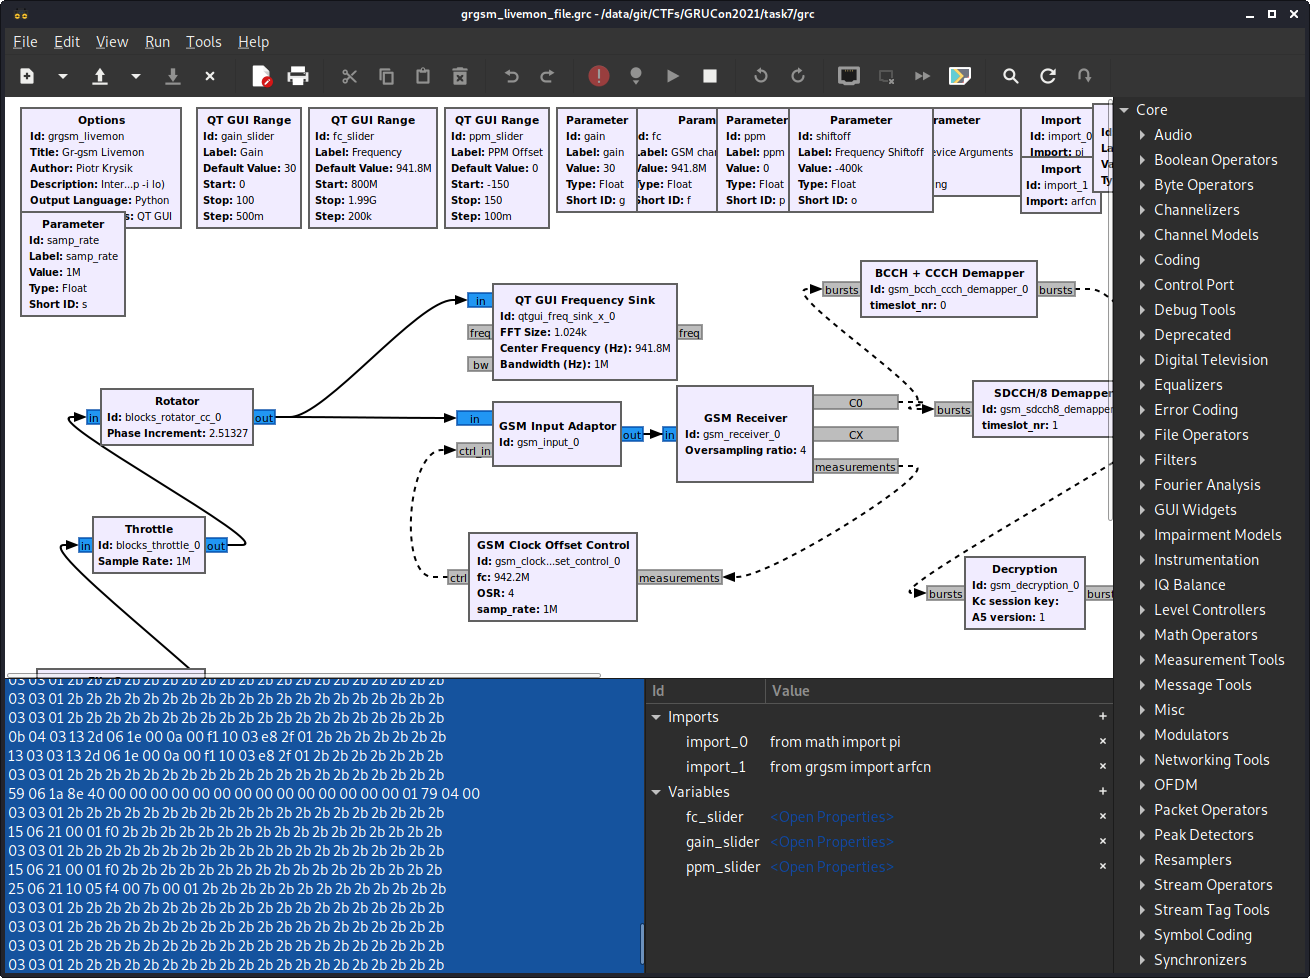 grgsm_livemon_file.grc - /data/git/CTFs/GRUCon2021/task7/grc
File Edit View Run Tools Help
Options
Id: grgsm_livemon
Title: Gr-gsm Livemon
Author: Piotr Krysik
Description: Inter...p -i lo)
Output Language: Python
s: QT GUI
Parameter
Id: samp_rate
Label: samp_rate
Value: 1M
Type: Float
Short ID: s
QT GUI Range
Id: gain_slider
Label: Gain
Default Value: 30
Start: 0
Stop: 100
Step: 500m
QT GUI Range
Id: fc_slider
Label: Frequency
Default Value: 941.8M
Start: 800M
Stop: 1.99G
Step: 200k
QT GUI Range
Id: ppm_slider
Label: PPM Offset
Default Value: 0
Start: -150
Stop: 150
Step: 100m
Parameter
Id: gain
Label: gain
Value: 30
Type: Float
Short ID: g
Param
d: fc
abel: GSM cha
Value: 941.8M
Type: Float
Short ID: f
Parameter
Id: ppm
Label: ppm
Value: 0
Type: Float
Short ID: p
Parameter
Id: shiftoff
Label: Frequency Shiftoff
Value: -400k
Type: Float
Short ID: o
rameter
vice Arguments
ng
Import
Id: import_0
Import: pi
Import
Id: import_1
Import: arfcn
Id
La
Va
Ty
QT GUI Frequency Sink
Id: qtgui_freq_sink_x_0
FFT Size: 1.024k
Center Frequency (Hz): 941.8M
Bandwidth (Hz): 1M
in
freq
bw
freq
BCCH + CCCH Demapper
Id: gsm_bcch_ccch_demapper_0
timeslot_nr: 0
bursts
bursts
Rotator
Id: blocks_rotator_cc_0
Phase Increment: 2.51327
in
out
GSM Input Adaptor
Id: gsm_input_0
in
ctrl_in
out
GSM Receiver
Id: gsm_receiver_0
Oversampling ratio: 4
in
C0
CX
measurements
SDCCH/8 Demapper
Id: gsm_sdcch8_demapper
timeslot_nr: 1
bursts
Throttle
Id: blocks_throttle_0
Sample Rate: 1M
in
out
GSM Clock Offset Control
Id: gsm_clock...set_control_0
fc: 942.2M
OSR: 4
samp_rate: 1M
ctrl
measurements
Decryption
Id: gsm_decryption_0
Kc session key:
A5 version: 1
bursts
burst
03 03 01 2b 2b 2b 2b 2b 2b 2b 2b 2b 2b 2b 2b 2b 2b 2b 2b 2b 2b 2b 2b
03 03 01 2b 2b 2b 2b 2b 2b 2b 2b 2b 2b 2b 2b 2b 2b 2b 2b 2b 2b 2b 2b
03 03 01 2b 2b 2b 2b 2b 2b 2b 2b 2b 2b 2b 2b 2b 2b 2b 2b 2b 2b 2b 2b
0b 04 03 13 2d 06 1e 00 0a 00 f1 10 03 e8 2f 01 2b 2b 2b 2b 2b 2b 2b
13 03 03 13 2d 06 1e 00 0a 00 f1 10 03 e8 2f 01 2b 2b 2b 2b 2b 2b 2b
03 03 01 2b 2b 2b 2b 2b 2b 2b 2b 2b 2b 2b 2b 2b 2b 2b 2b 2b 2b 2b 2b
59 06 1a 8e 40 00 00 00 00 00 00 00 00 00 00 00 00 00 00 00 01 79 04 00
03 03 01 2b 2b 2b 2b 2b 2b 2b 2b 2b 2b 2b 2b 2b 2b 2b 2b 2b 2b 2b 2b
15 06 21 00 01 f0 2b 2b 2b 2b 2b 2b 2b 2b 2b 2b 2b 2b 2b 2b 2b 2b 2b
03 03 01 2b 2b 2b 2b 2b 2b 2b 2b 2b 2b 2b 2b 2b 2b 2b 2b 2b 2b 2b 2b
15 06 21 00 01 f0 2b 2b 2b 2b 2b 2b 2b 2b 2b 2b 2b 2b 2b 2b 2b 2b 2b
25 06 21 10 05 f4 00 7b 00 01 2b 2b 2b 2b 2b 2b 2b 2b 2b 2b 2b 2b 2b
03 03 01 2b 2b 2b 2b 2b 2b 2b 2b 2b 2b 2b 2b 2b 2b 2b 2b 2b 2b 2b 2b
03 03 01 2b 2b 2b 2b 2b 2b 2b 2b 2b 2b 2b 2b 2b 2b 2b 2b 2b 2b 2b 2b
03 03 01 2b 2b 2b 2b 2b 2b 2b 2b 2b 2b 2b 2b 2b 2b 2b 2b 2b 2b 2b 2b
03 03 01 2b 2b 2b 2b 2b 2b 2b 2b 2b 2b 2b 2b 2b 2b 2b 2b 2b 2b 2b 2b
Id Value
Imports
import_0 from math import pi
import_1 from grgsm import arfcn
Variables
fc_slider <Open Properties>
gain_slider <Open Properties>
ppm_slider <Open Properties>
Core
Audio
Boolean Operators
Byte Operators
Channelizers
Channel Models
Coding
Control Port
Debug Tools
Deprecated
Digital Television
Equalizers
Error Coding
File Operators
Filters
Fourier Analysis
GUI Widgets
Impairment Models
Instrumentation
IQ Balance
Level Controllers
Math Operators
Measurement Tools
Message Tools
Misc
Modulators
Networking Tools
OFDM
Packet Operators
Peak Detectors
Resamplers
Stream Operators
Stream Tag Tools
Symbol Coding
Synchronizers